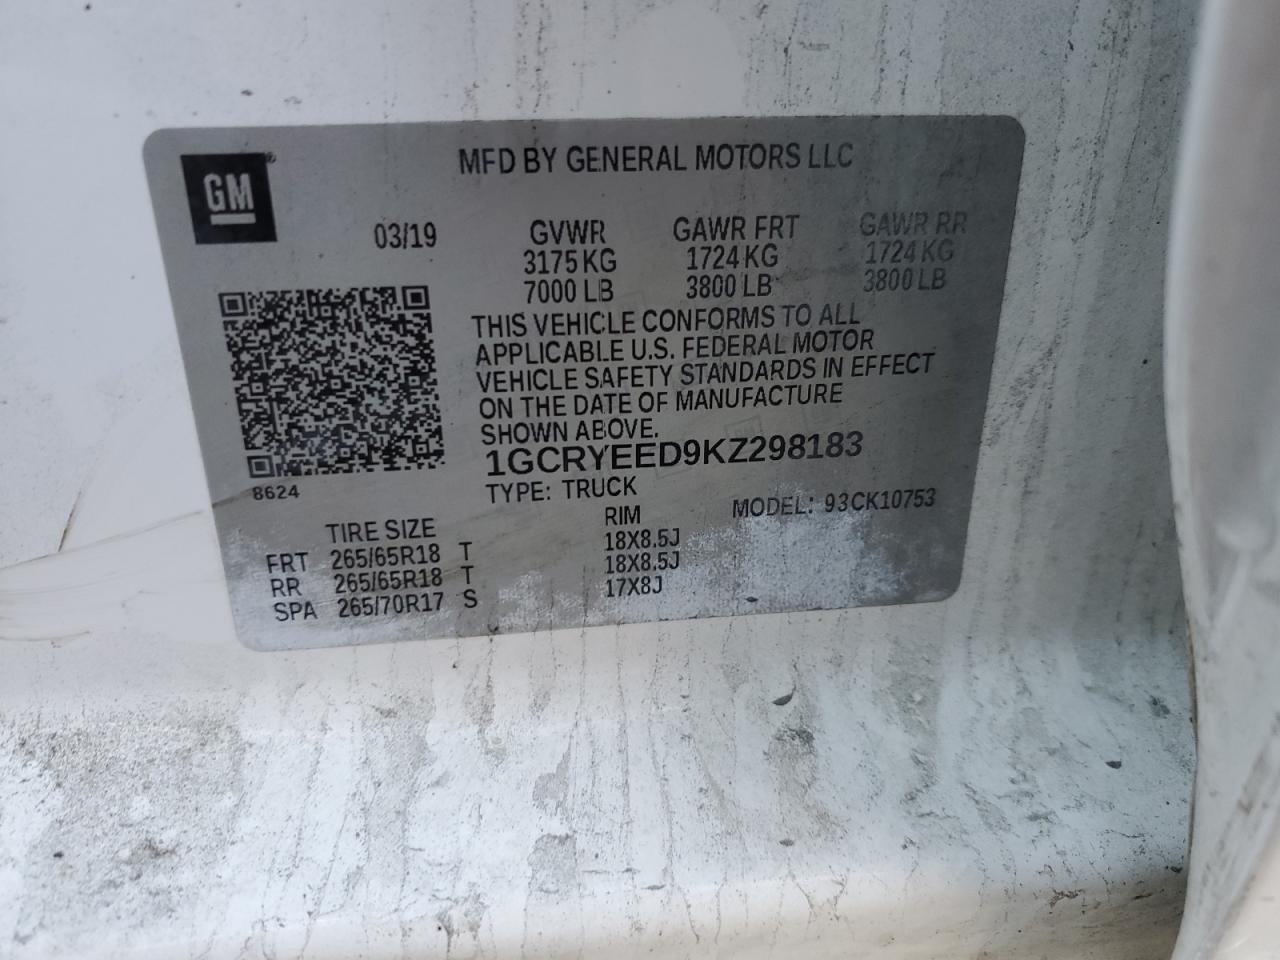 MFD BY GENERAL MOTORS LLC
GM®
03/19 GVWR GAWR FRT GAWR RR
3175 KG 1724 KG 1724 KG
7000 LB 3800 LB 3800 LB
THIS VEHICLE CONFORMS TO ALL
APPLICABLE U.S. FEDERAL MOTOR
VEHICLE SAFETY STANDARDS IN EFFECT
ON THE DATE OF MANUFACTURE
SHOWN ABOVE.
1GCRYEED9KZ298183
8624
TYPE: TRUCK
MODEL: 93CK10753
TIRE SIZE RIM
FRT 265/65R18 T 18X8.5J
RR 265/65R18 T 18X8.5J
SPA 265/70R17 S 17X8J